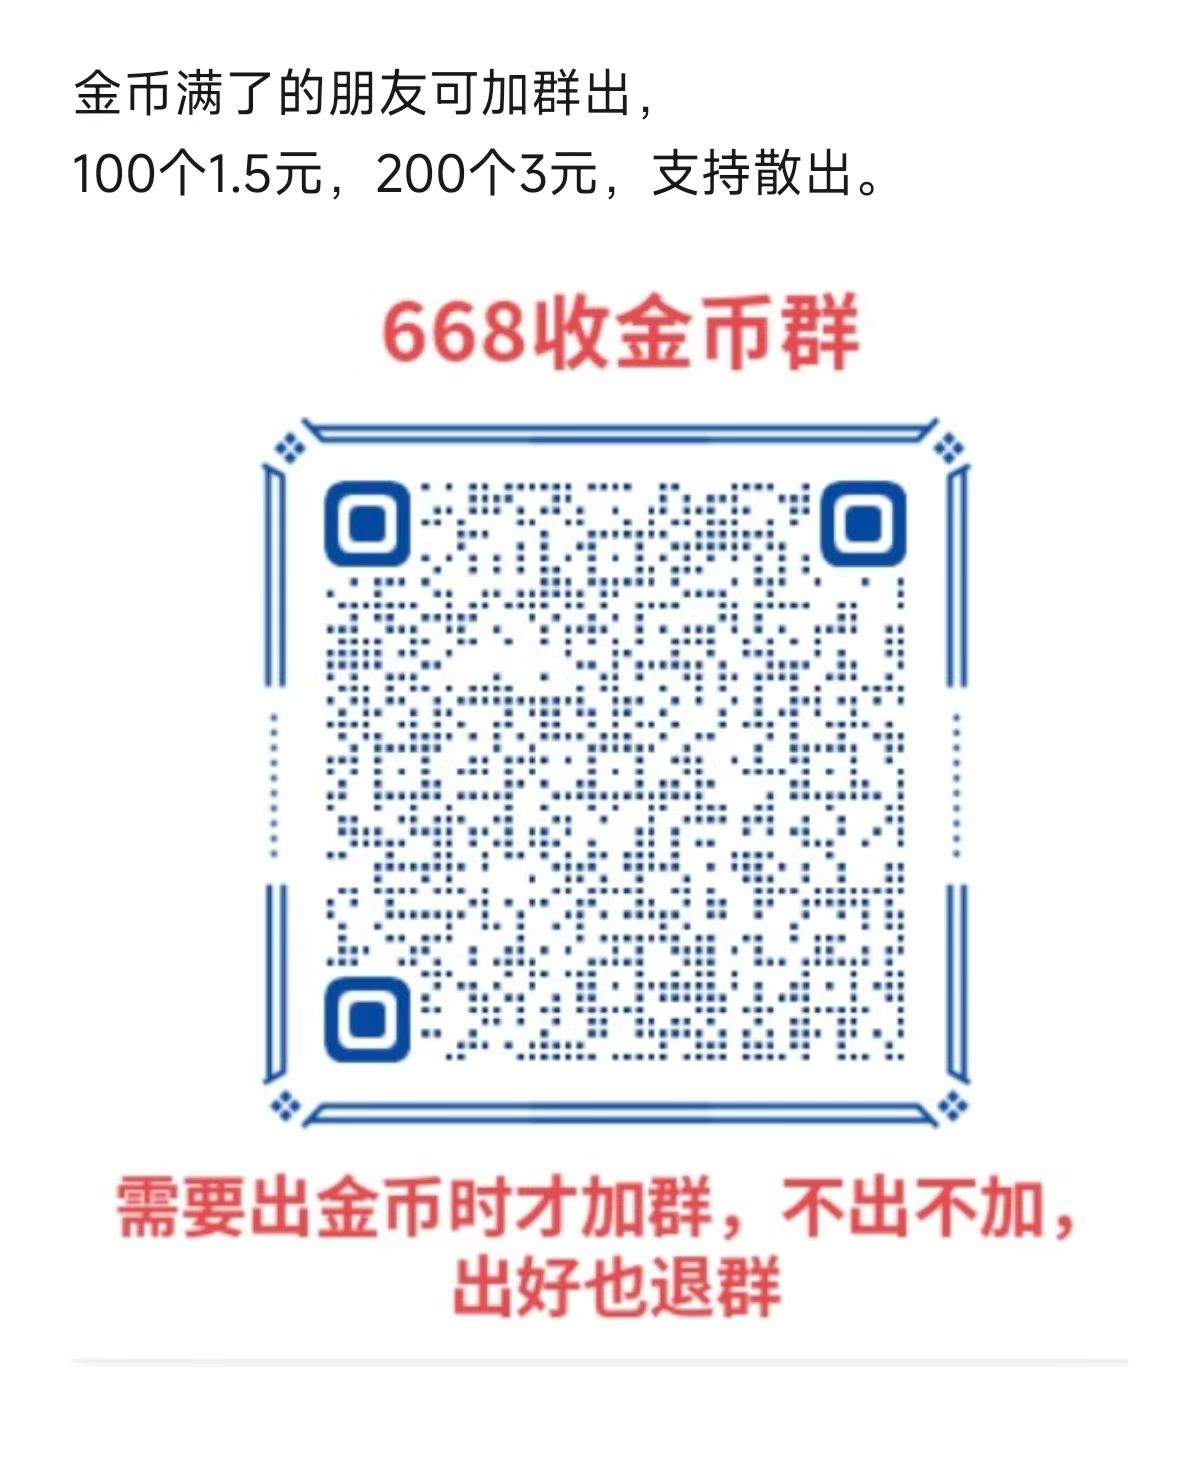 金币满了的朋友可加群出，
100个1.5元，200个3元，支持散出。
668收金币群
需要出金币时才加群，不出不加，
出好也退群